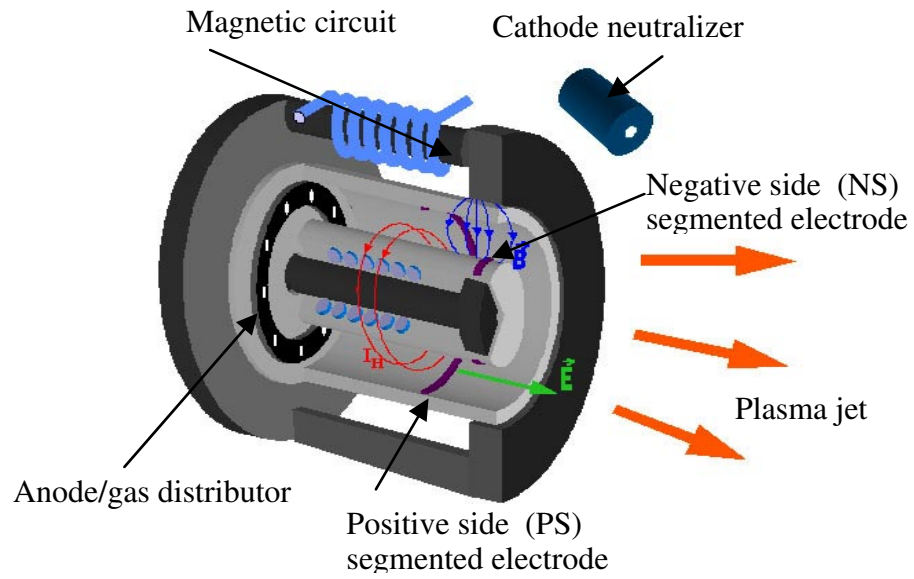 Magnetic circuit
Cathode neutralizer
Negative side (NS)
segmented electrode
B
I_H
E
Plasma jet
Anode/gas distributor
Positive side (PS)
segmented electrode